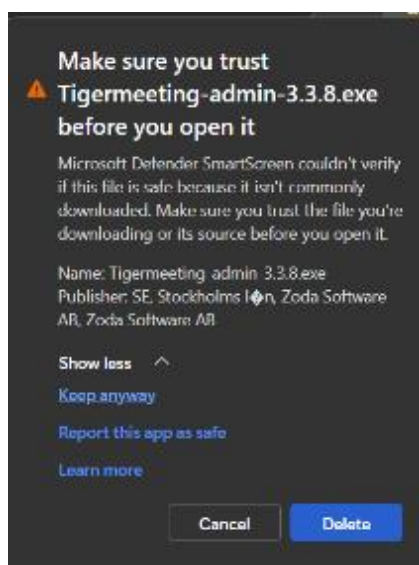 Make sure you trust
Tigermeeting-admin-3.3.8.exe
before you open it
Microsoft Defender SmartScreen couldn't verify
if this file is safe because it isn't commonly
downloaded. Make sure you trust the file you're
downloading or its source before you open it.
Name: Tigermeeting-admin-3.3.8.exe
Publisher: SE, Stockholms l�n, Zoda Software
AB, Zoda Software AB
Show less
Keep anyway
Report this app as safe
Learn more
Cancel
Delete